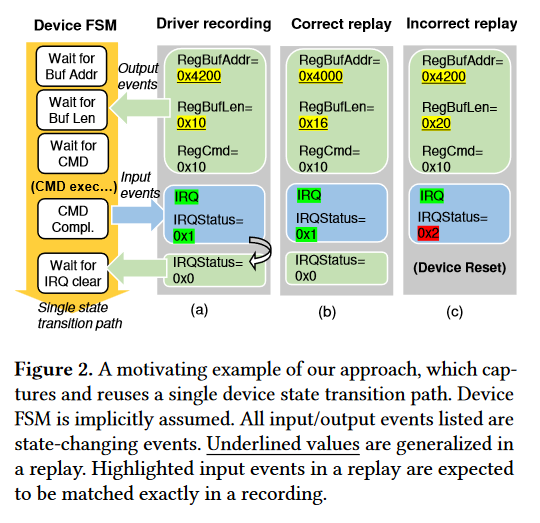 Device FSM
Driver recording
Correct replay
Incorrect replay
Wait for
Buf Addr
Wait for
Buf Len
Wait for
CMD
(CMD exec...)
CMD
Compl.
Wait for
IRQ clear
Single state
transition path
Output
events
Input
events
RegBufAddr=
0x4200
RegBufLen=
0x10
RegCmd=
0x10
IRQ
IRQStatus=
0x1
IRQStatus=
0x0
(a)
RegBufAddr=
0x4000
RegBufLen=
0x16
RegCmd=
0x10
IRQ
IRQStatus=
0x1
IRQStatus=
0x0
(b)
RegBufAddr=
0x4200
RegBufLen=
0x20
RegCmd=
0x10
IRQ
IRQStatus=
0x2
(Device Reset)
(c)
Figure 2. A motivating example of our approach, which cap-
tures and reuses a single device state transition path. Device
FSM is implicitly assumed. All input/output events listed are
state-changing events. Underlined values are generalized in
a replay. Highlighted input events in a replay are expected
to be matched exactly in a recording.